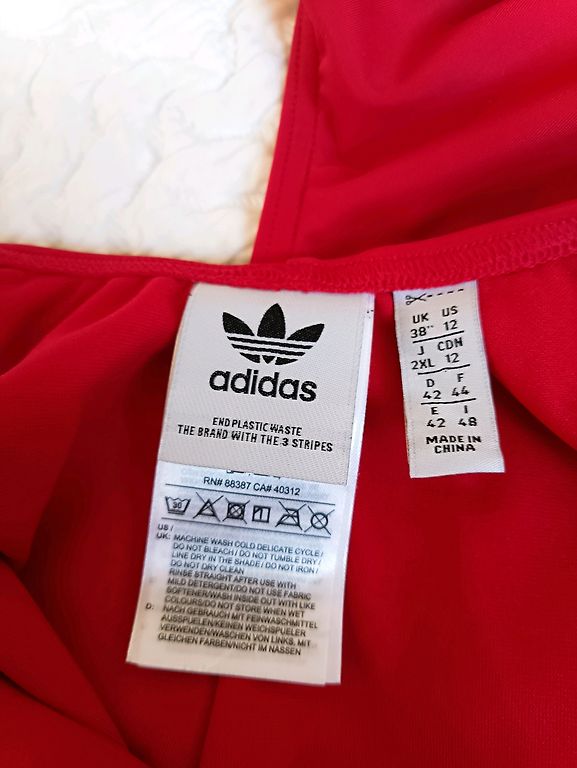 adidas
END PLASTIC WASTE
THE BRAND WITH THE 3 STRIPES
RN# 88387 CA# 40312
30
US /
UK: MACHINE WASH COLD DELICATE CYCLE /
DO NOT BLEACH / DO NOT TUMBLE DRY /
LINE DRY IN THE SHADE / DO NOT IRON /
DO NOT DRY CLEAN
RINSE STRAIGHT AFTER USE WITH
MILD DETERGENT/DO NOT USE FABRIC
SOFTENER/WASH INSIDE OUT WITH LIKE
COLOURS/DO NOT STORE WHEN WET
D: NACH GEBRAUCH MIT FEINWASCHMITTEL
AUSSPUELEN/KEINEN WEICHSPUELER
VERWENDEN/WASCHEN VON LINKS, MIT
GLEICHEN FARBEN/NICHT IM NASSEN
UK US
38" 12
J CDN
2XL 12
D F
42 44
E I
42 48
MADE IN
CHINA